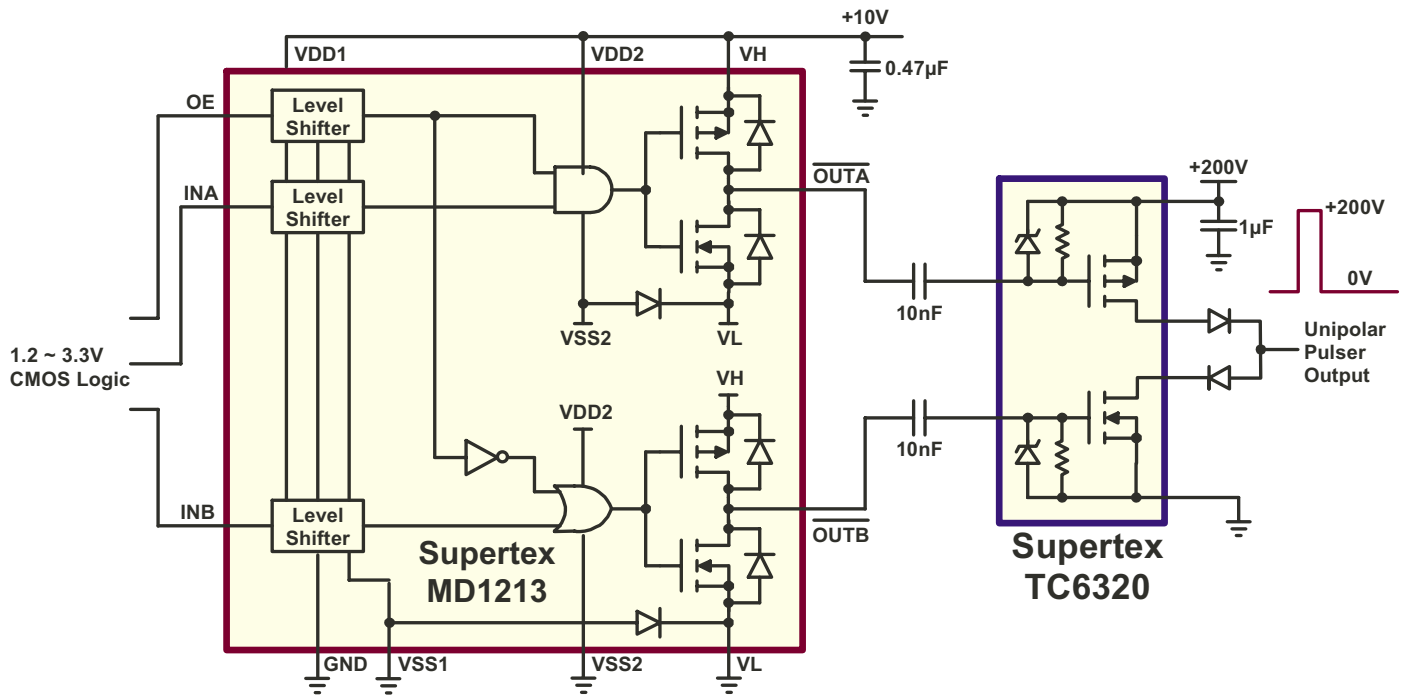 +10V
VDD1
VDD2
VH
0.47µF
OE
Level
Shifter
INA
Level
Shifter
OUTA
+200V
+200V
1µF
0V
10nF
VSS2
VL
1.2 ~ 3.3V
CMOS Logic
Unipolar
Pulser
Output
VH
VDD2
10nF
INB
Level
Shifter
OUTB
Supertex
MD1213
Supertex
TC6320
GND
VSS1
VSS2
VL